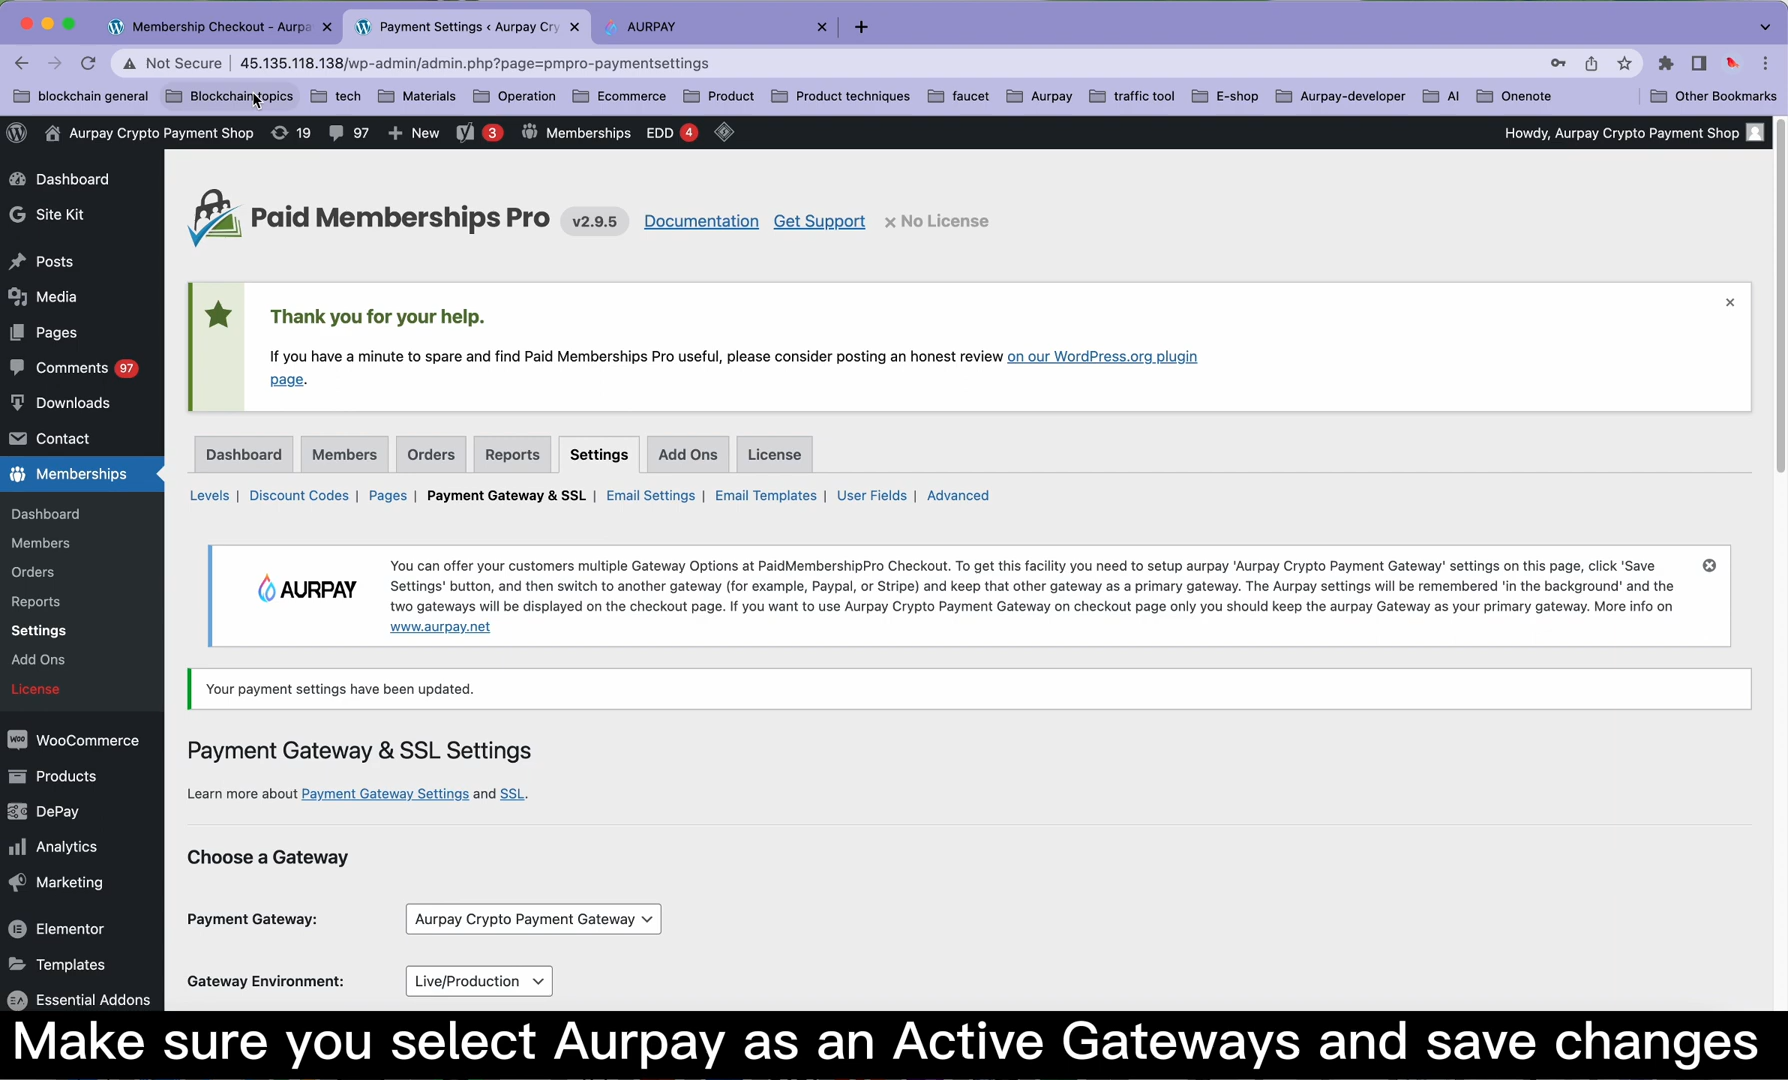 Membership Checkout - Aurpa
Payment Settings ‹ Aurpay Cry
AURPAY
Not Secure
45.135.118.138/wp-admin/admin.php?page=pmpro-paymentsettings
blockchain general
Blockchain topics
tech
Materials
Operation
Ecommerce
Product
Product techniques
faucet
Aurpay
traffic tool
E-shop
Aurpay-developer
AI
Onenote
Other Bookmarks
Aurpay Crypto Payment Shop
19
97
New
3
Memberships
EDD 4
Howdy, Aurpay Crypto Payment Shop
Dashboard
Site Kit
Posts
Media
Pages
Comments 97
Downloads
Contact
Memberships
Dashboard
Members
Orders
Reports
Settings
Add Ons
License
WooCommerce
Products
DePay
Analytics
Marketing
Elementor
Templates
Essential Addons
Paid Memberships Pro v2.9.5 Documentation Get Support × No License
Thank you for your help.
If you have a minute to spare and find Paid Memberships Pro useful, please consider posting an honest review on our WordPress.org plugin
page.
Dashboard Members Orders Reports Settings Add Ons License
Levels | Discount Codes | Pages | Payment Gateway & SSL | Email Settings | Email Templates | User Fields | Advanced
AURPAY
You can offer your customers multiple Gateway Options at PaidMembershipPro Checkout. To get this facility you need to setup aurpay 'Aurpay Crypto Payment Gateway' settings on this page, click 'Save
Settings' button, and then switch to another gateway (for example, Paypal, or Stripe) and keep that other gateway as a primary gateway. The Aurpay settings will be remembered 'in the background' and the
two gateways will be displayed on the checkout page. If you want to use Aurpay Crypto Payment Gateway on checkout page only you should keep the aurpay Gateway as your primary gateway. More info on
www.aurpay.net
Your payment settings have been updated.
Payment Gateway & SSL Settings
Learn more about Payment Gateway Settings and SSL.
Choose a Gateway
Payment Gateway: Aurpay Crypto Payment Gateway
Gateway Environment: Live/Production
Make sure you select Aurpay as an Active Gateways and save changes